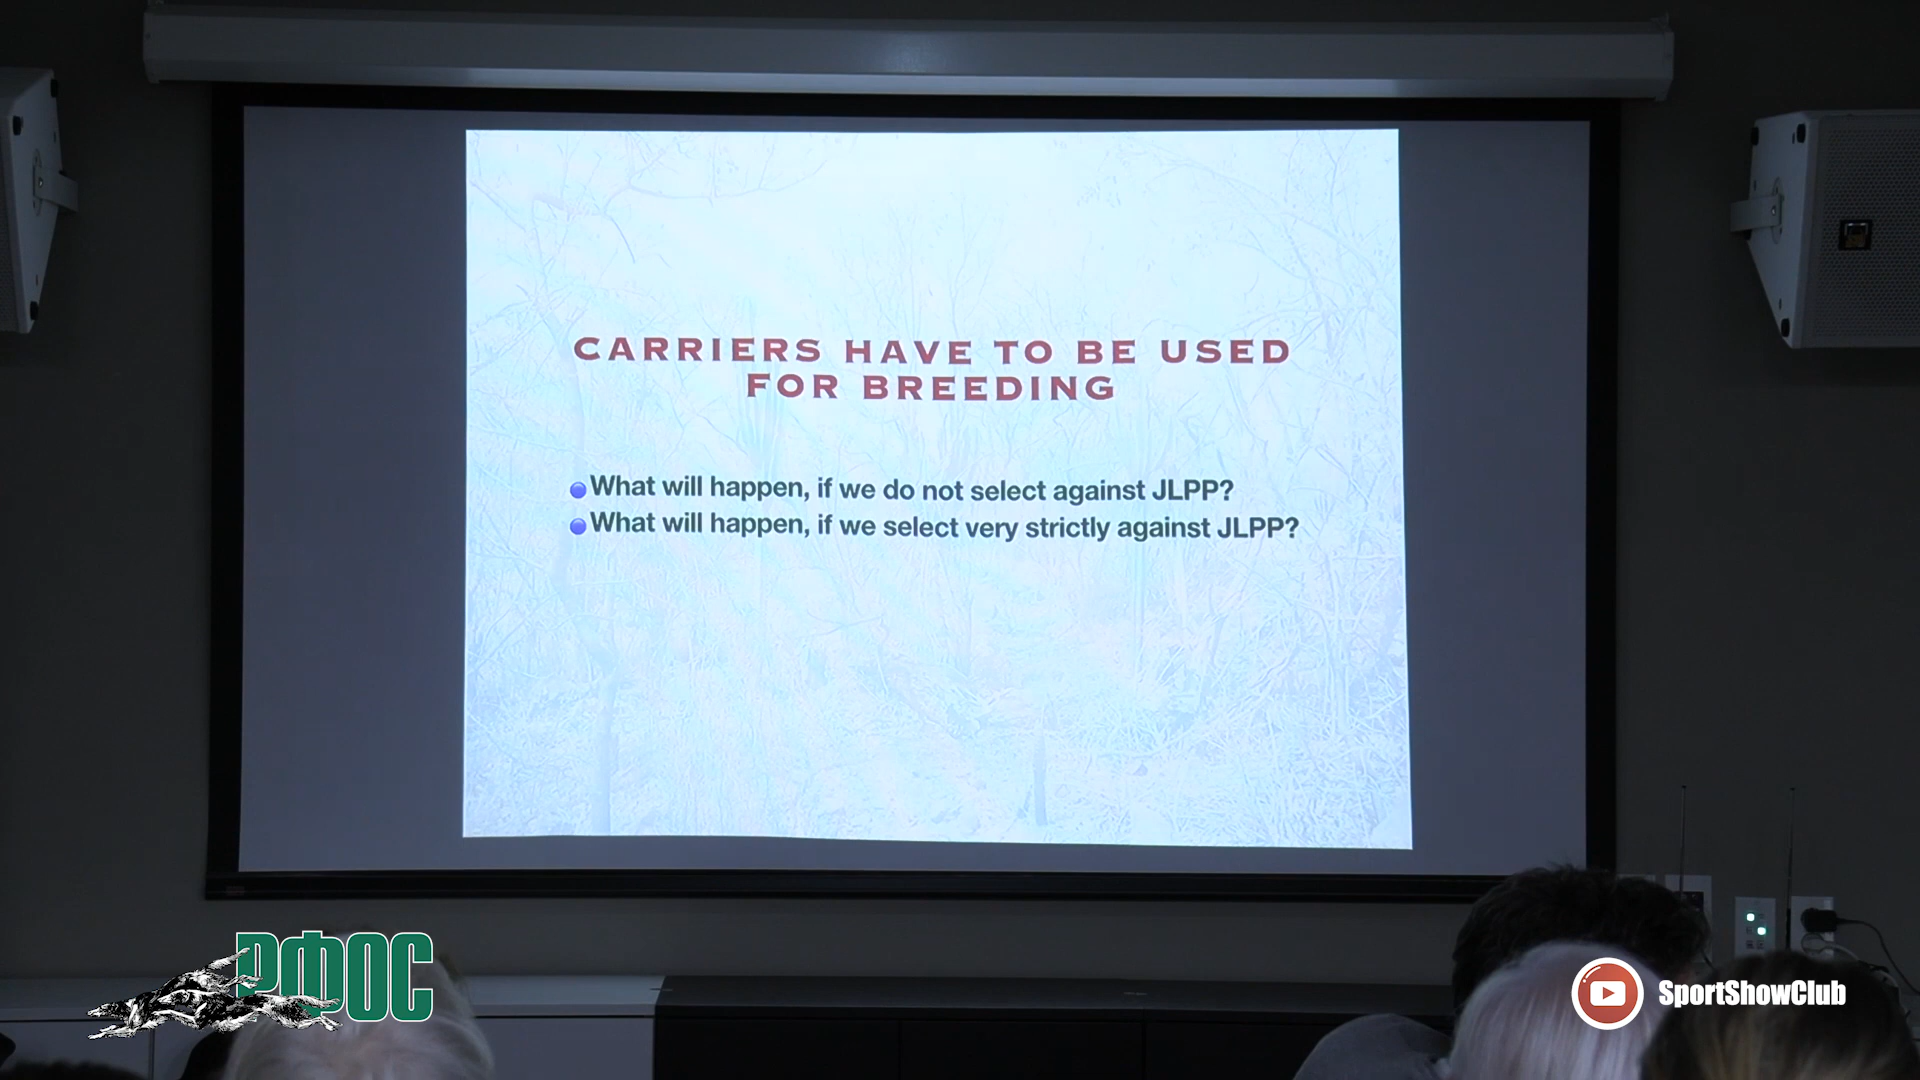 CARRIERS HAVE TO BE USED
FOR BREEDING
What will happen, if we do not select against JLPP?
What will happen, if we select very strictly against JLPP?
РФОС
SportShowClub